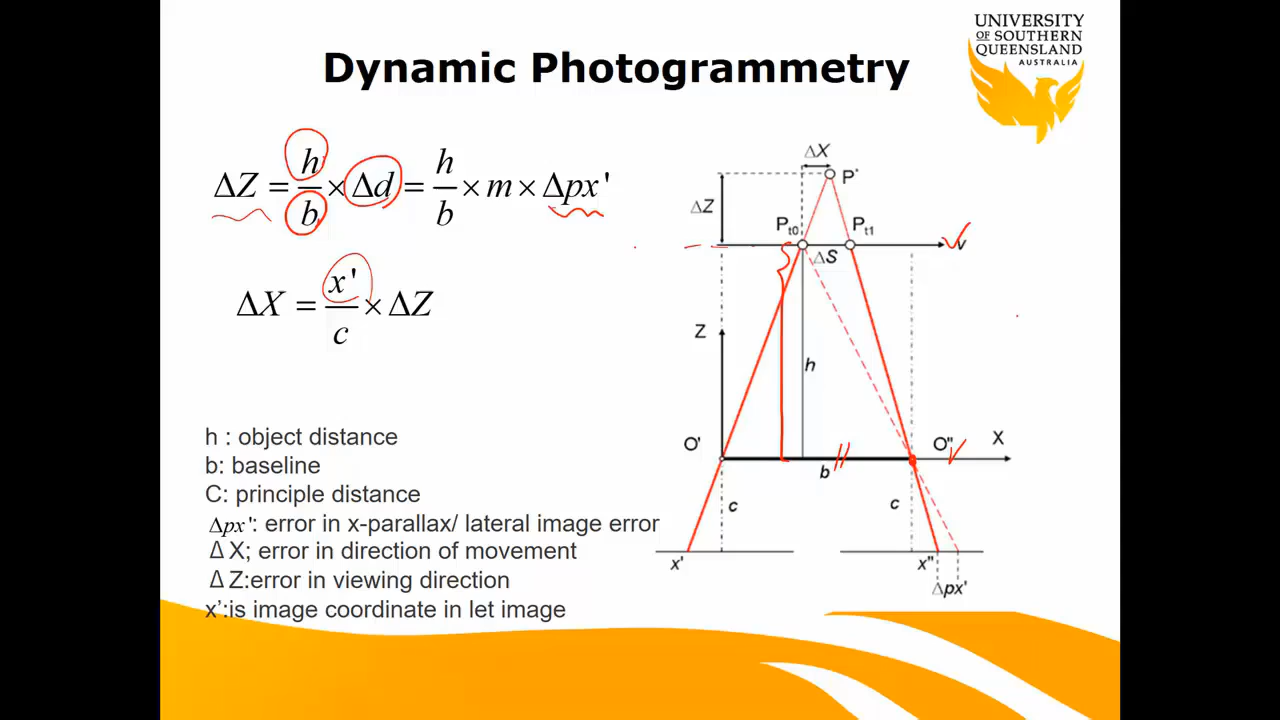 UNIVERSITY
OF SOUTHERN
QUEENSLAND
AUSTRALIA
Dynamic Photogrammetry
ΔZ = h/b × Δd = h/b × m × Δpx'
ΔX = x'/c × ΔZ
h : object distance
b: baseline
C: principle distance
Δpx': error in x-parallax/ lateral image error
Δ X; error in direction of movement
Δ Z:error in viewing direction
x':is image coordinate in let image
ΔX
P'
ΔZ
Pt0
Pt1
v
ΔS
Z
h
O'
O"
X
b
c
c
x'
x"
Δpx'